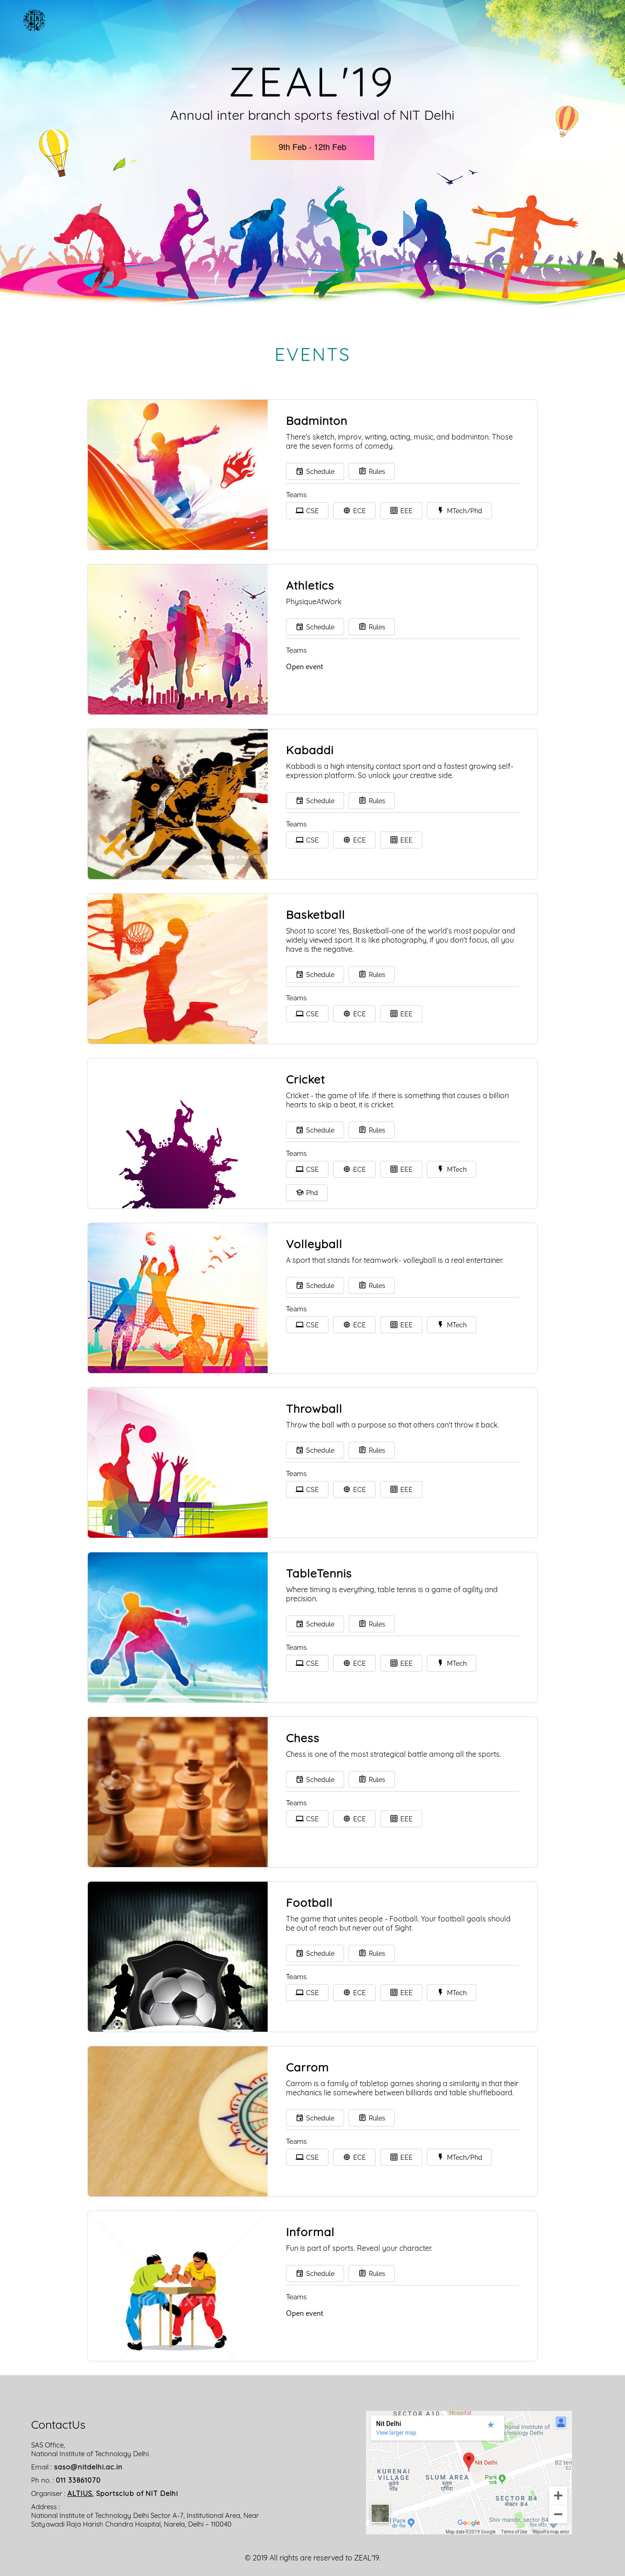 ZEAL'19
Annual inter branch sports festival of NIT Delhi
9th Feb - 12th Feb
EVENTS
Badminton
There's sketch, improv, writing, acting, music, and badminton. Those
are the seven forms of comedy.
Schedule Rules
Teams
CSE ECE EEE MTech/Phd
Athletics
PhysiqueAtWork
Schedule Rules
Teams
Open event
Kabaddi
Kabbadi is a high intensity contact sport and a fastest growing self-
expression platform. So unlock your creative side.
Schedule Rules
Teams
CSE ECE EEE
Basketball
Shoot to score! Yes, Basketball-one of the world's most popular and
widely viewed sport. It is like photography, if you don't focus, all you
have is the negative.
Schedule Rules
Teams
CSE ECE EEE
Cricket
Cricket - the game of life. If there is something that causes a billion
hearts to skip a beat, it is cricket.
Schedule Rules
Teams
CSE ECE EEE MTech
Phd
Volleyball
A sport that stands for teamwork- volleyball is a real entertainer.
Schedule Rules
Teams
CSE ECE EEE MTech
Throwball
Throw the ball with a purpose so that others can't throw it back.
Schedule Rules
Teams
CSE ECE EEE
TableTennis
Where timing is everything, table tennis is a game of agility and
precision.
Schedule Rules
Teams
CSE ECE EEE MTech
Chess
Chess is one of the most strategical battle among all the sports.
Schedule Rules
Teams
CSE ECE EEE
Football
The game that unites people - Football. Your football goals should
be out of reach but never out of Sight.
Schedule Rules
Teams
CSE ECE EEE MTech
Carrom
Carrom is a family of tabletop games sharing a similarity in that their
mechanics lie somewhere between billiards and table shuffleboard.
Schedule Rules
Teams
CSE ECE EEE MTech/Phd
Informal
Fun is part of sports. Reveal your character.
Schedule Rules
Teams
Open event
ContactUs
SAS Office,
National Institute of Technology Delhi.
Email : saso@nitdelhi.ac.in
Ph no. : 011 33861070
Organiser : ALTIUS, Sportsclub of NIT Delhi
Address :
National Institute of Technology Delhi Sector A-7, Institutional Area, Near
Satyawadi Raja Harish Chandra Hospital, Narela, Delhi – 110040
SECTOR A10 Hospital
Nit Delhi
View larger map
ional Institute of
chnology Delhi
Nit Delhi
KURENAI
VILLAGE
SLUM AREA
Park
पार्क
SECTOR B4
Shiv mandir, sector B4
Park
Google
Map data ©2019 Google Terms of Use Report a map error
© 2019 All rights are reserved to ZEAL'19.